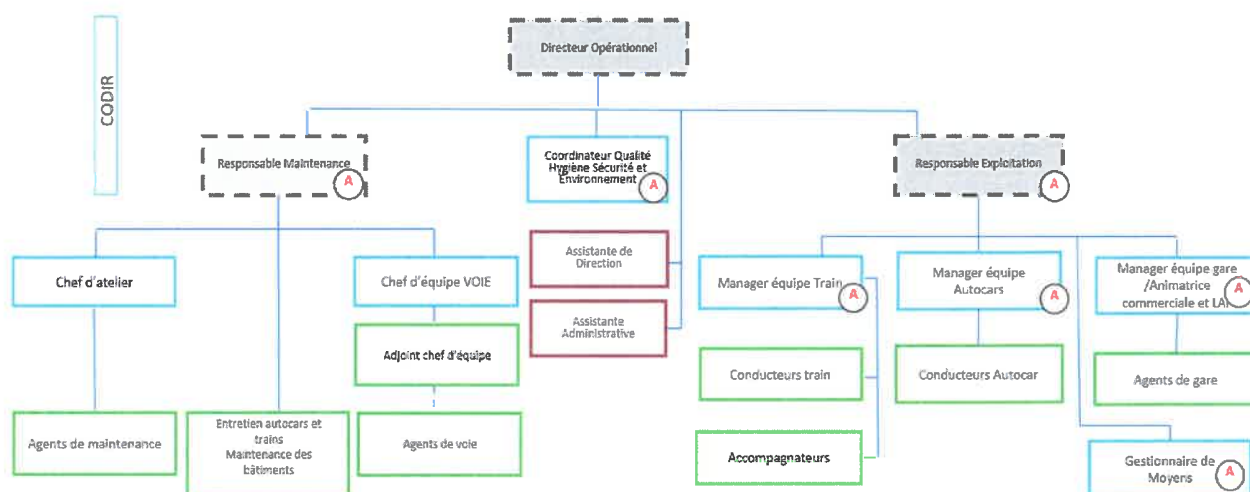 CODIR
Directeur Opérationnel
Responsable Maintenance
A
Coordinateur Qualité
Hygiène Sécurité et
Environnement
A
Responsable Exploitation
A
Assistante de
Direction
Assistante
Administrative
Chef d'atelier
Chef d'équipe VOIE
Adjoint chef d'équipe
Agents de maintenance
Entretien autocars et
trains
Maintenance des
bâtiments
Agents de voie
Manager équipe Train
A
Manager équipe
Autocars
A
Manager équipe gare
/Animatrice
commerciale et
A
Conducteurs train
Conducteurs Autocar
Agents de gare
Accompagnateurs
Gestionnaire de
Moyens
A